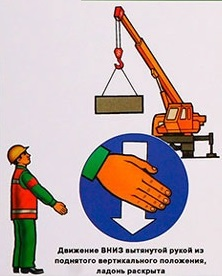 Движение ВНИЗ вытянутой рукой из
поднятого вертикального положения,
ладонь раскрыта